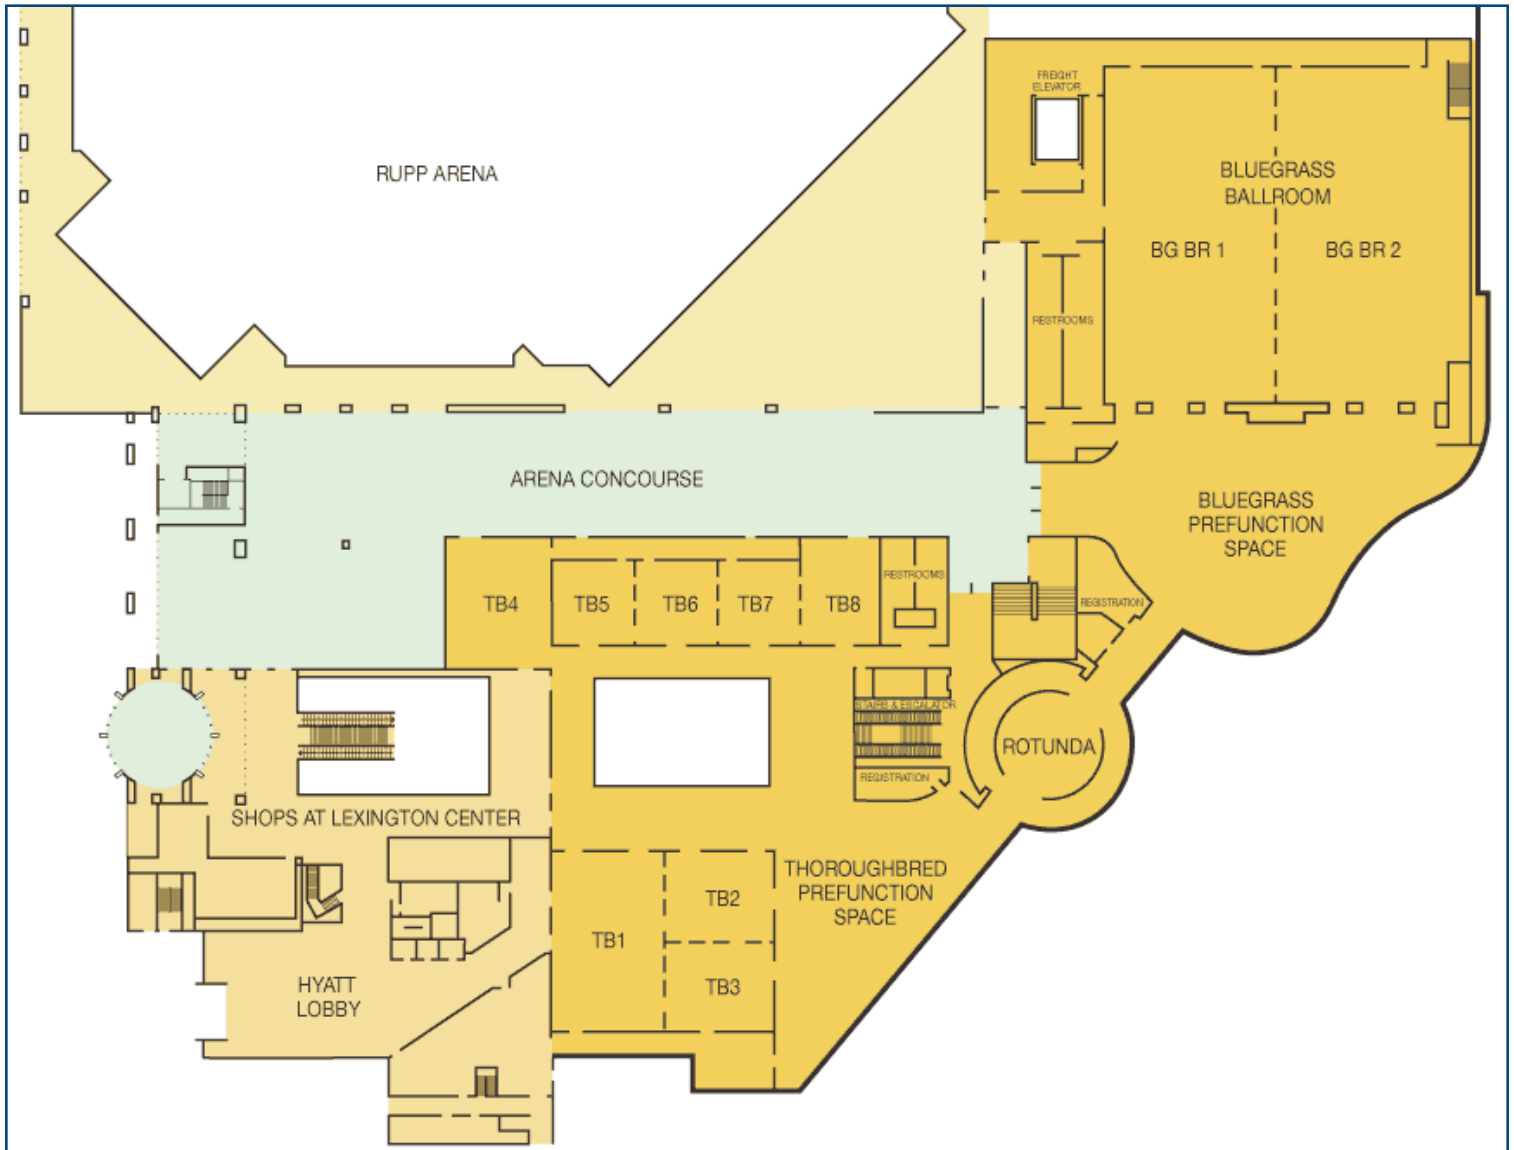 FREIGHT
ELEVATOR
RUPP ARENA
BLUEGRASS
BALLROOM
BG BR 1
BG BR 2
RESTROOMS
ARENA CONCOURSE
BLUEGRASS
PREFUNCTION
SPACE
RESTROOMS
TB4
TB5
TB6
TB7
TB8
REGISTRATION
STAIRS & ESCALATOR
ROTUNDA
REGISTRATION
SHOPS AT LEXINGTON CENTER
THOROUGHBRED
PREFUNCTION
SPACE
TB2
TB1
TB3
HYATT
LOBBY